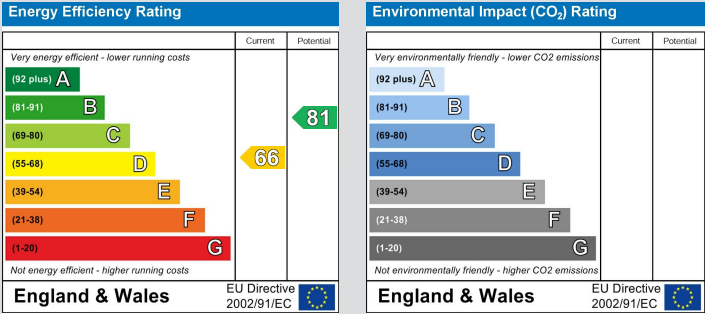 Energy Efficiency Rating
Current Potential
Very energy efficient - lower running costs
(92 plus) A
(81-91) B
81
(69-80) C
(55-68) D
66
(39-54) E
(21-38) F
(1-20) G
Not energy efficient - higher running costs
England & Wales
EU Directive
2002/91/EC
Environmental Impact (CO₂) Rating
Current Potential
Very environmentally friendly - lower CO2 emissions
(92 plus) A
(81-91) B
(69-80) C
(55-68) D
(39-54) E
(21-38) F
(1-20) G
Not environmentally friendly - higher CO2 emissions
England & Wales
EU Directive
2002/91/EC